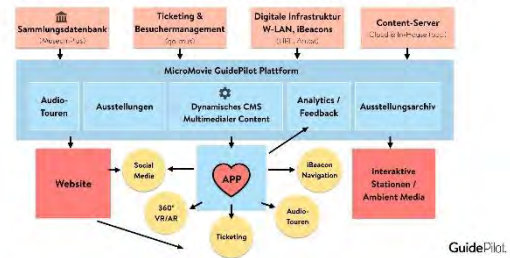 Sammlungsdatenbank
Ticketing &
Besuchermanagement
Digitale Infrastruktur
W-LAN, iBeacons
Content-Server
MicroMovie GuidePilot Plattform
Audio-
Touren
Ausstellungen
Dynamisches CMS
Multimedialer Content
Analytics /
Feedback
Ausstellungsarchiv
Website
Social
Media
APP
iBeacon
Navigation
Interaktive
Stationen /
Ambient Media
360°
VR/AR
Audio-
Touren
Ticketing
GuidePilot.